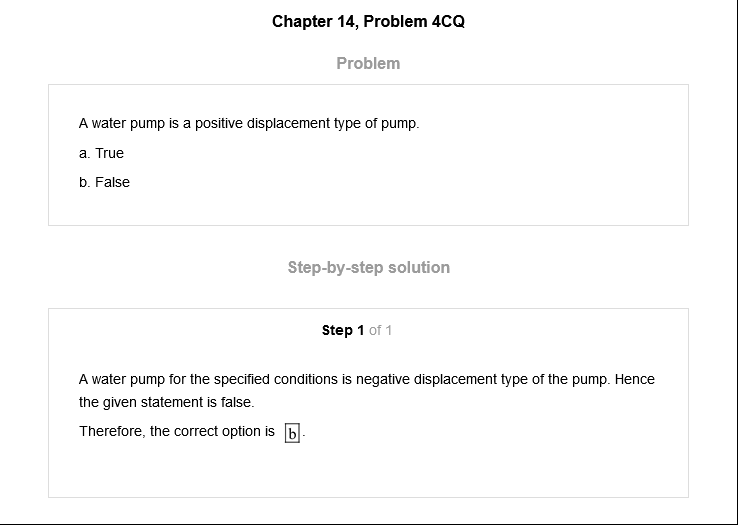 Chapter 14, Problem 4CQ
Problem
A water pump is a positive displacement type of pump.
a. True
b. False
Step-by-step solution
Step 1 of 1
A water pump for the specified conditions is negative displacement type of the pump. Hence
the given statement is false.
Therefore, the correct option is b.